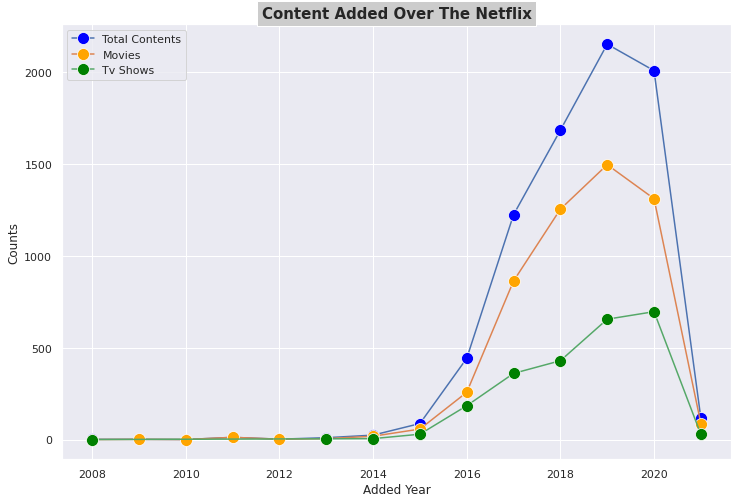 Content Added Over The Netflix
Total Contents
Movies
Tv Shows
2000
1500
1000
500
0
Counts
2008 2010 2012 2014 2016 2018 2020
Added Year